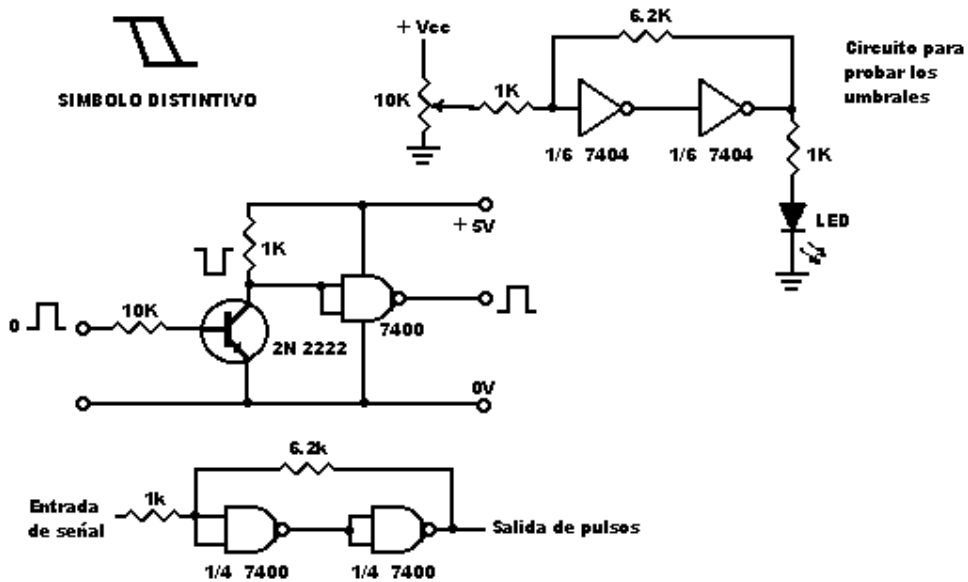 SIMBOLO DISTINTIVO
+ Vcc
10K
1K
6.2K
1/6 7404
1/6 7404
1K
LED
Circuito para
probar los
umbrales
0
10K
1K
2N 2222
7400
+ 5V
0V
Entrada
de señal
1k
6.2k
1/4 7400
1/4 7400
Salida de pulsos